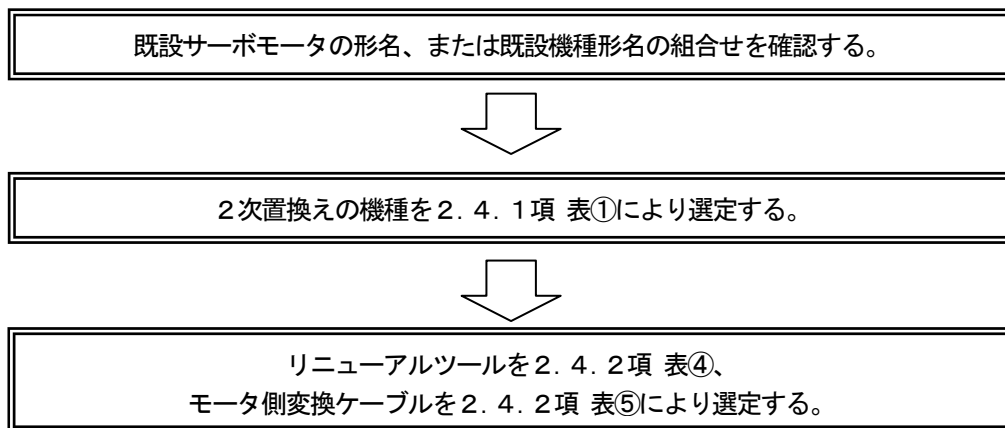 既設サーボモータの形名、または既設機種形名の組合せを確認する。
２次置換えの機種を２．４．１項 表①により選定する。
リニューアルツールを２．４．２項 表④、
モータ側変換ケーブルを２．４．２項 表⑤により選定する。